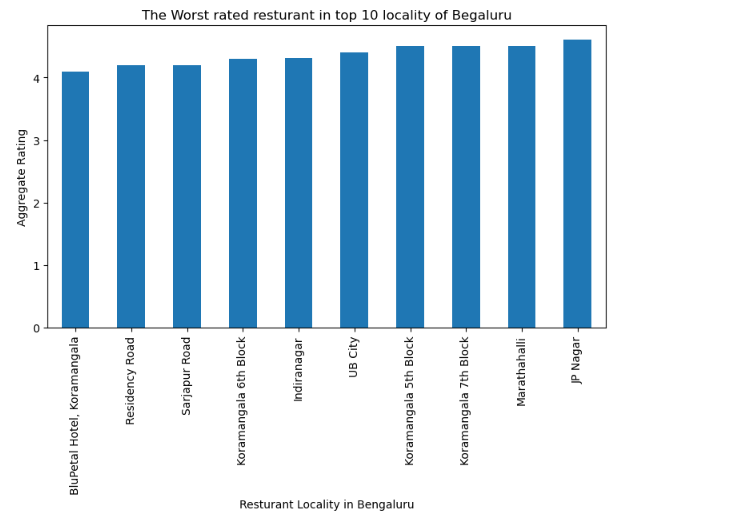 The Worst rated resturant in top 10 locality of Begaluru
Aggregate Rating
4
3
2
1
0
BluPetal Hotel, Koramangala
Residency Road
Sarjapur Road
Koramangala 6th Block
Indiranagar
UB City
Koramangala 5th Block
Koramangala 7th Block
Marathahalli
JP Nagar
Resturant Locality in Bengaluru